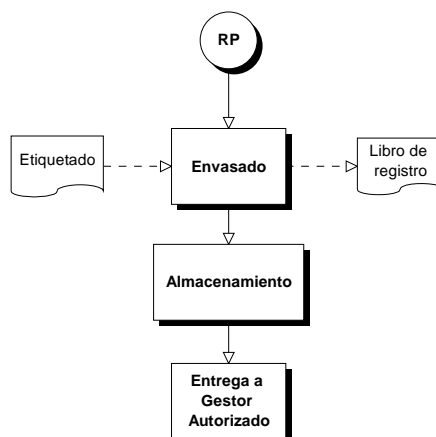 RP
Etiquetado
Envasado
Libro de
registro
Almacenamiento
Entrega a
Gestor
Autorizado